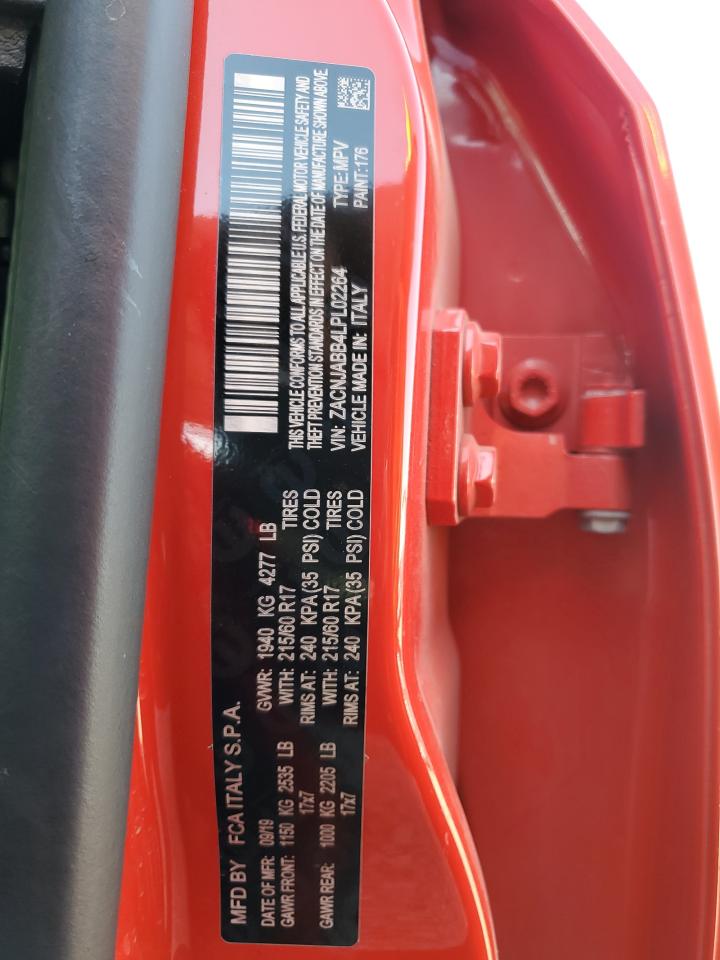 MFD BY FCA ITALY S.P.A.
DATE OF MFR: 09/19 GVWR: 1940 KG 4277 LB
GAWR FRONT: 1150 KG 2535 LB WITH: 215/60 R17 TIRES
17x7 RIMS AT: 240 KPA(35 PSI) COLD
GAWR REAR: 1000 KG 2205 LB WITH: 215/60 R17 TIRES
17x7 RIMS AT: 240 KPA(35 PSI) COLD
THIS VEHICLE CONFORMS TO ALL APPLICABLE U.S. FEDERAL MOTOR VEHICLE SAFETY AND
THEFT PREVENTION STANDARDS IN EFFECT ON THE DATE OF MANUFACTURE SHOWN ABOVE
VIN: ZACNJABB4LPL02264 TYPE:MPV
VEHICLE MADE IN: ITALY PAINT:176